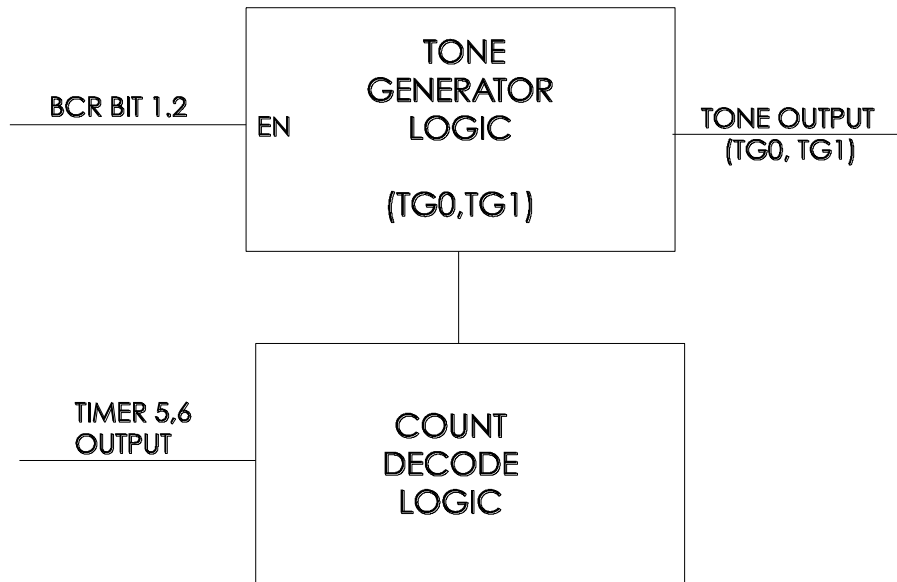 TONE
GENERATOR
LOGIC
(TG0,TG1)
BCR BIT 1,2
EN
TONE OUTPUT
(TG0, TG1)
TIMER 5,6
OUTPUT
COUNT
DECODE
LOGIC